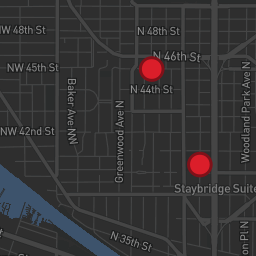 NW 48th St
N 48th St
N 46th St
NW 45th St
N 44th St
Baker Ave NW
Greenwood Ave N
Woodland Park Ave N
NW 42nd St
Staybridge Suite
N 35th St
on Pl N